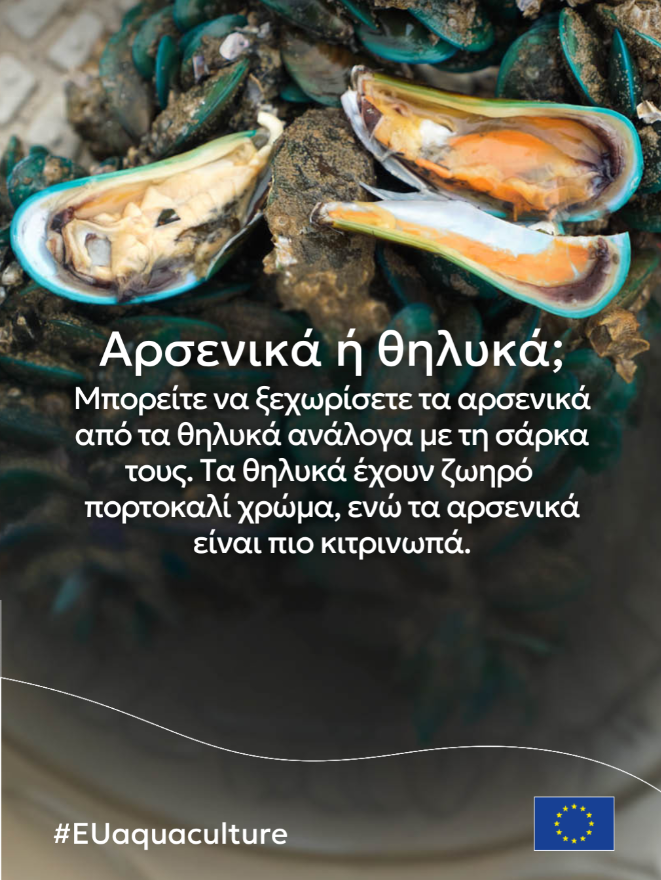 Αρσενικά ή θηλυκά;
Μπορείτε να ξεχωρίσετε τα αρσενικά
από τα θηλυκά ανάλογα με τη σάρκα
τους. Τα θηλυκά έχουν ζωηρό
πορτοκαλί χρώμα, ενώ τα αρσενικά
είναι πιο κιτρινωπά.
#EUaquaculture